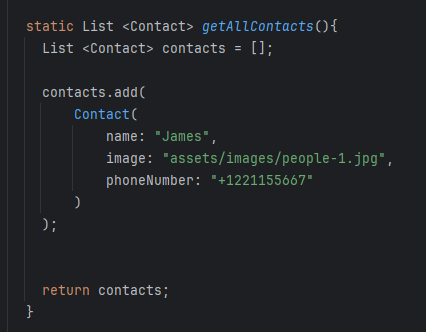 static List <Contact> getAllContacts(){
List <Contact> contacts = [];
contacts.add(
Contact(
name: "James",
image: "assets/images/people-1.jpg",
phoneNumber: "+1221155667"
)
);
return contacts;
}